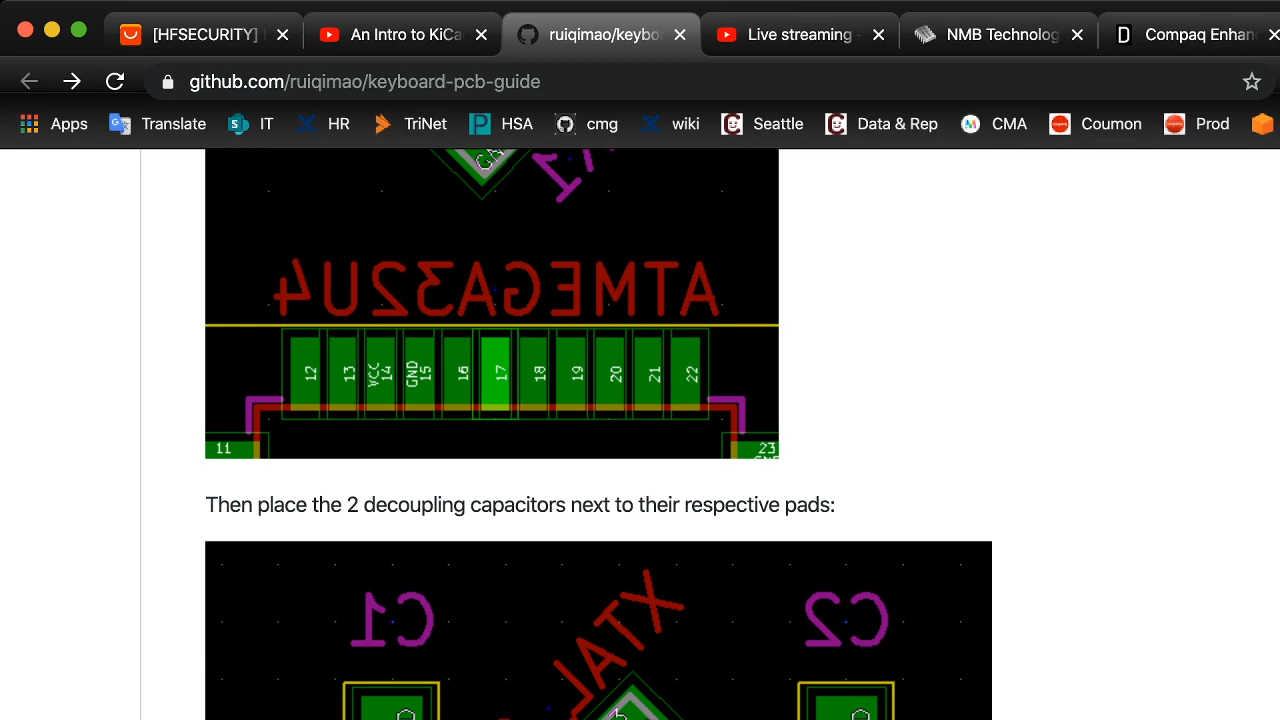 [HFSECURITY]
An Intro to KiCa
ruiqimao/keybo
Live streaming -
NMB Technolog
Compaq Enhan
github.com/ruiqimao/keyboard-pcb-guide
Apps Translate IT HR TriNet HSA cmg wiki Seattle Data & Rep CMA Coumon Prod
ATMEGA32U4
12 13 VCC 14 GND 15 16 17 18 19 20 21 22
11 23
Then place the 2 decoupling capacitors next to their respective pads:
C1 XTAL C2